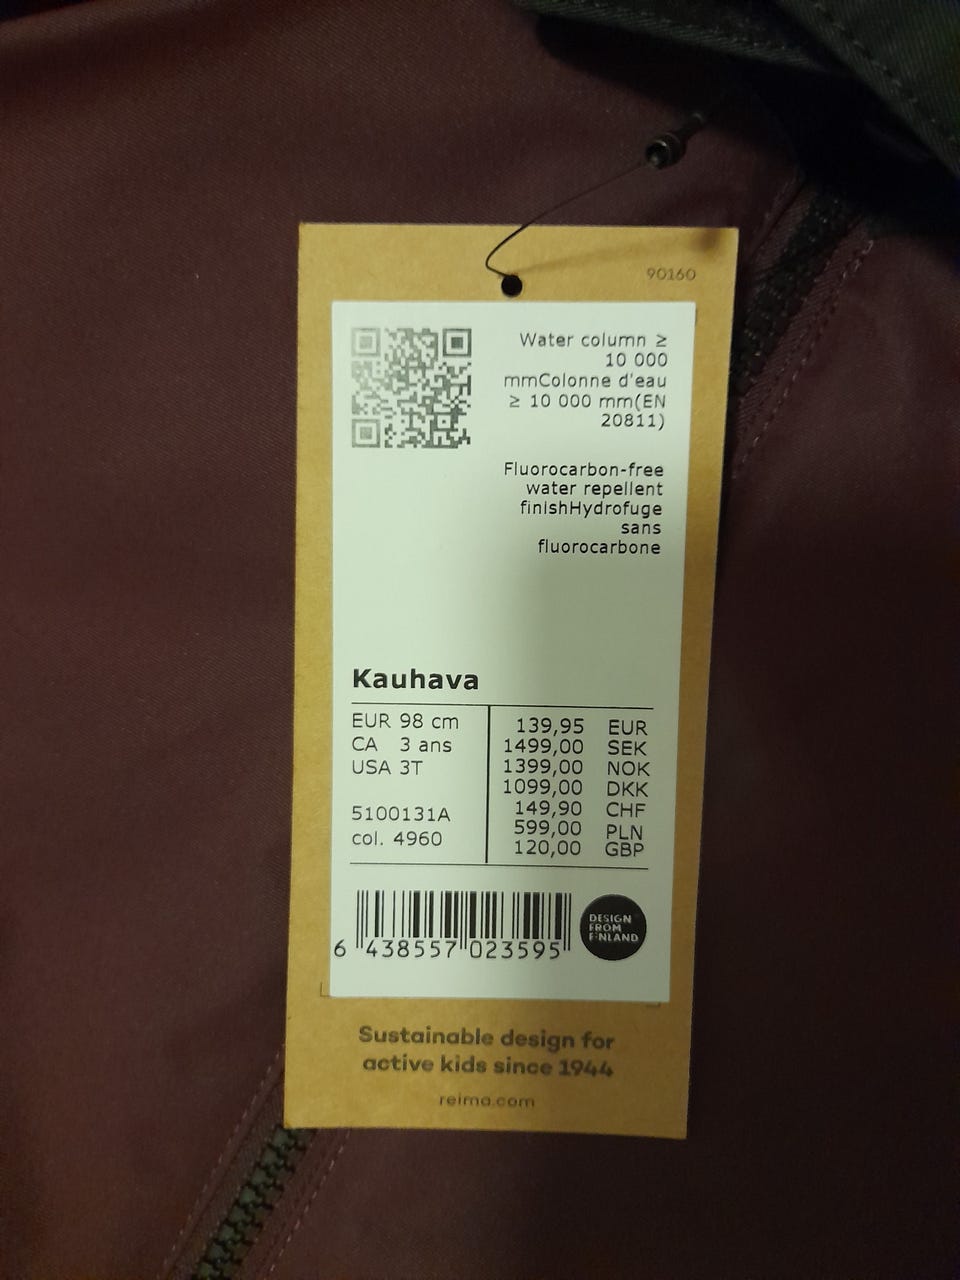 90160
Water column ≥
10 000
mmColonne d'eau
≥ 10 000 mm(EN
20811)
Fluorocarbon-free
water repellent
finishHydrofuge
sans
fluorocarbone
Kauhava
EUR 98 cm
CA 3 ans
USA 3T
5100131A
col. 4960
139,95 EUR
1499,00 SEK
1399,00 NOK
1099,00 DKK
149,90 CHF
599,00 PLN
120,00 GBP
6 438557 023595
DESIGN
FROM
FINLAND
Sustainable design for
active kids since 1944
reima.com